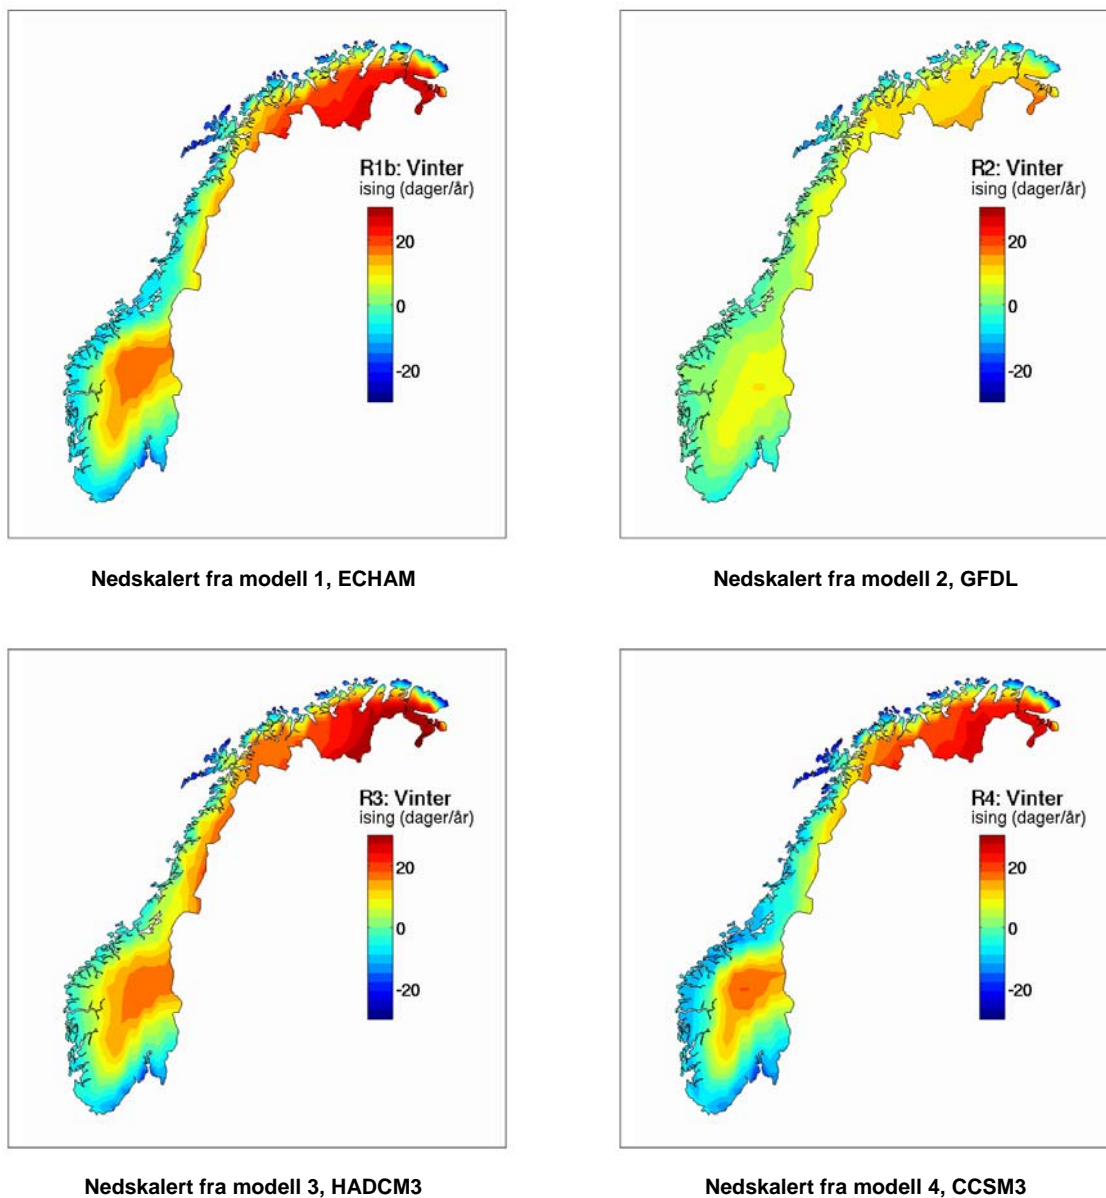 R1b: Vinter
ising (dager/år)
20
0
-20
Nedskalert fra modell 1, ECHAM
R2: Vinter
ising (dager/år)
20
0
-20
Nedskalert fra modell 2, GFDL
R3: Vinter
ising (dager/år)
20
0
-20
Nedskalert fra modell 3, HADCM3
R4: Vinter
ising (dager/år)
20
0
-20
Nedskalert fra modell 4, CCSM3